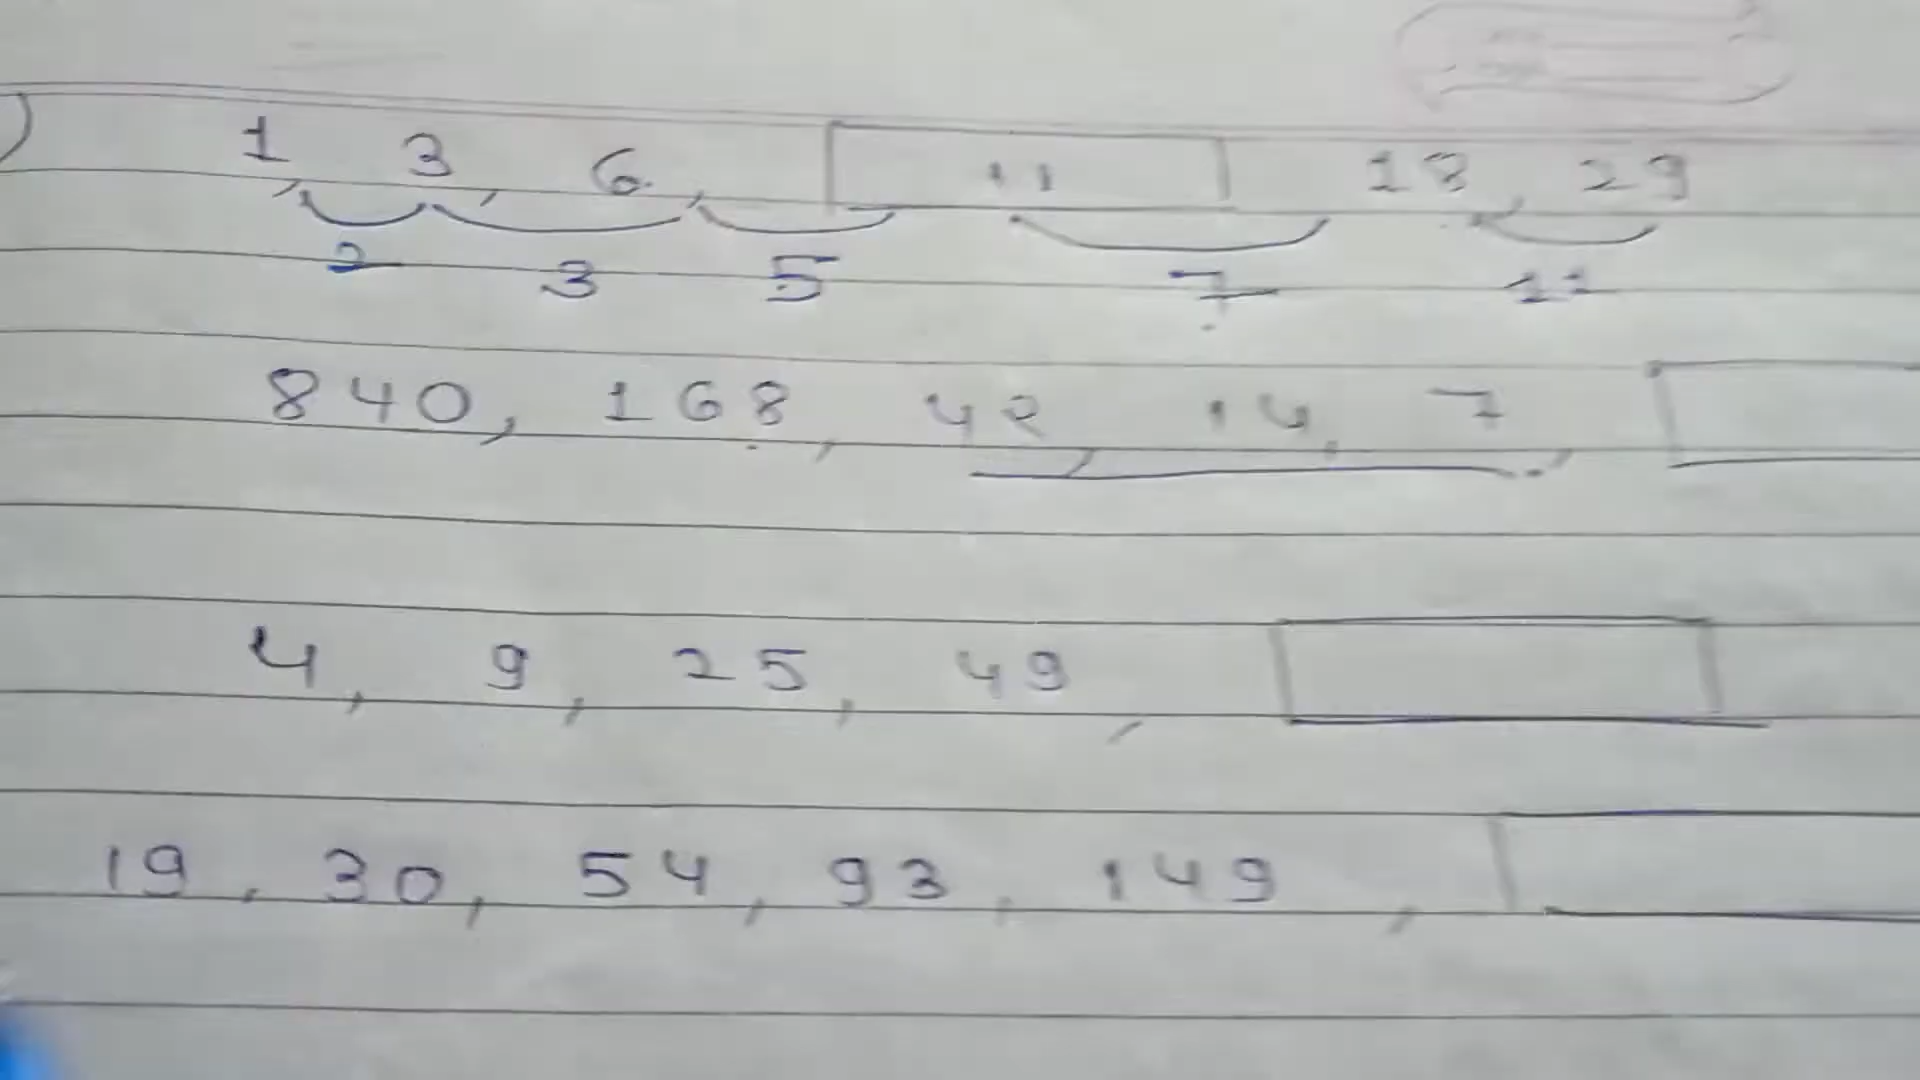 1, 3, 6, 11 18, 29
2 3 5 7 11
840, 168, 42, 14, 7,
4, 9, 25, 49,
19, 30, 54, 93, 149,